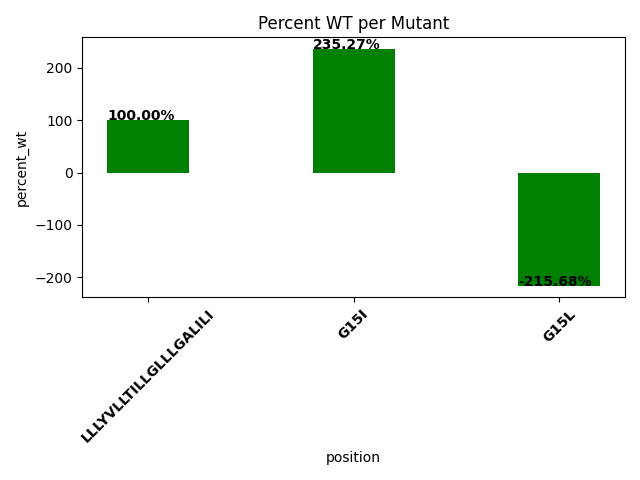 Percent WT per Mutant
percent_wt
200
100
0
−100
−200
100.00%
235.27%
-215.68%
LLLYVLLTILLGLLLGALILI
G15I
G15L
position